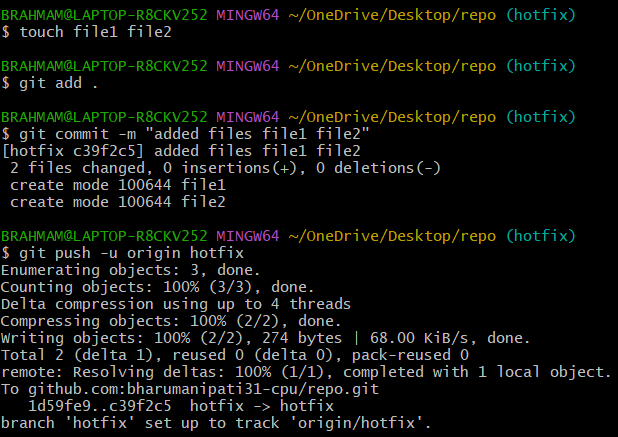 BRAHMAM@LAPTOP-R8CKV252 MINGW64 ~/OneDrive/Desktop/repo (hotfix)
$ touch file1 file2
BRAHMAM@LAPTOP-R8CKV252 MINGW64 ~/OneDrive/Desktop/repo (hotfix)
$ git add .
BRAHMAM@LAPTOP-R8CKV252 MINGW64 ~/OneDrive/Desktop/repo (hotfix)
$ git commit -m "added files file1 file2"
[hotfix c39f2c5] added files file1 file2
 2 files changed, 0 insertions(+), 0 deletions(-)
 create mode 100644 file1
 create mode 100644 file2
BRAHMAM@LAPTOP-R8CKV252 MINGW64 ~/OneDrive/Desktop/repo (hotfix)
$ git push -u origin hotfix
Enumerating objects: 3, done.
Counting objects: 100% (3/3), done.
Delta compression using up to 4 threads
Compressing objects: 100% (2/2), done.
Writing objects: 100% (2/2), 274 bytes | 68.00 KiB/s, done.
Total 2 (delta 1), reused 0 (delta 0), pack-reused 0
remote: Resolving deltas: 100% (1/1), completed with 1 local object.
To github.com:bharumanipati31-cpu/repo.git
   1d59fe9..c39f2c5  hotfix -> hotfix
branch 'hotfix' set up to track 'origin/hotfix'.